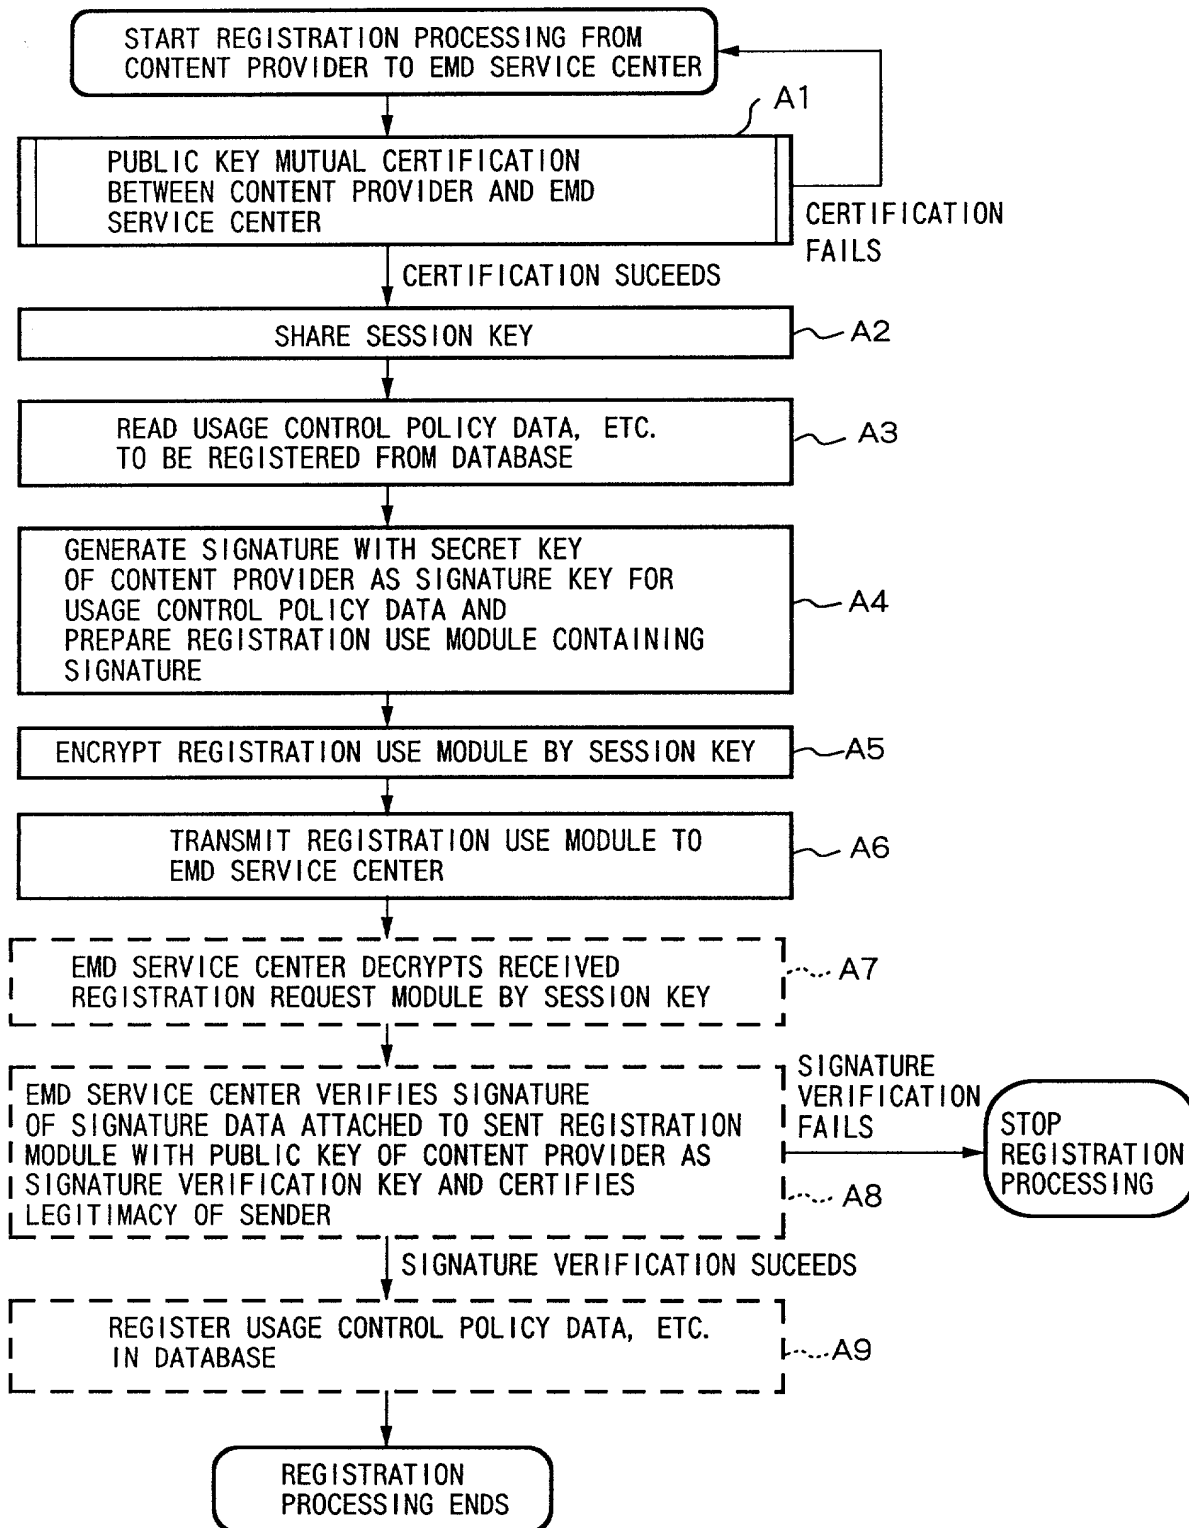 START REGISTRATION PROCESSING FROM
CONTENT PROVIDER TO EMD SERVICE CENTER
A1
PUBLIC KEY MUTUAL CERTIFICATION
BETWEEN CONTENT PROVIDER AND EMD
SERVICE CENTER
CERTIFICATION
FAILS
CERTIFICATION SUCEEDS
SHARE SESSION KEY
A2
READ USAGE CONTROL POLICY DATA, ETC.
TO BE REGISTERED FROM DATABASE
A3
GENERATE SIGNATURE WITH SECRET KEY
OF CONTENT PROVIDER AS SIGNATURE KEY FOR
USAGE CONTROL POLICY DATA AND
PREPARE REGISTRATION USE MODULE CONTAINING
SIGNATURE
A4
ENCRYPT REGISTRATION USE MODULE BY SESSION KEY
A5
TRANSMIT REGISTRATION USE MODULE TO
EMD SERVICE CENTER
A6
EMD SERVICE CENTER DECRYPTS RECEIVED
REGISTRATION REQUEST MODULE BY SESSION KEY
A7
EMD SERVICE CENTER VERIFIES SIGNATURE
OF SIGNATURE DATA ATTACHED TO SENT REGISTRATION
MODULE WITH PUBLIC KEY OF CONTENT PROVIDER AS
SIGNATURE VERIFICATION KEY AND CERTIFIES
LEGITIMACY OF SENDER
A8
SIGNATURE
VERIFICATION
FAILS
STOP
REGISTRATION
PROCESSING
SIGNATURE VERIFICATION SUCEEDS
REGISTER USAGE CONTROL POLICY DATA, ETC.
IN DATABASE
A9
REGISTRATION
PROCESSING ENDS